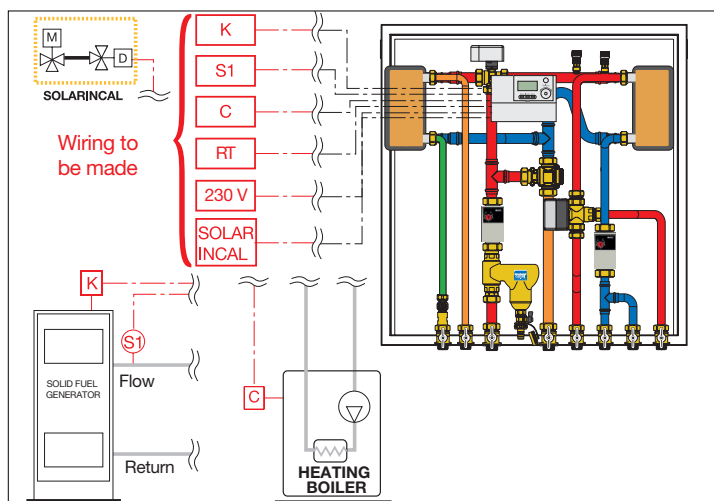 M
D
SOLARINCAL
Wiring to
be made
K
S1
C
RT
230 V
SOLAR
INCAL
K
S1
SOLID FUEL
GENERATOR
Flow
Return
C
HEATING
BOILER